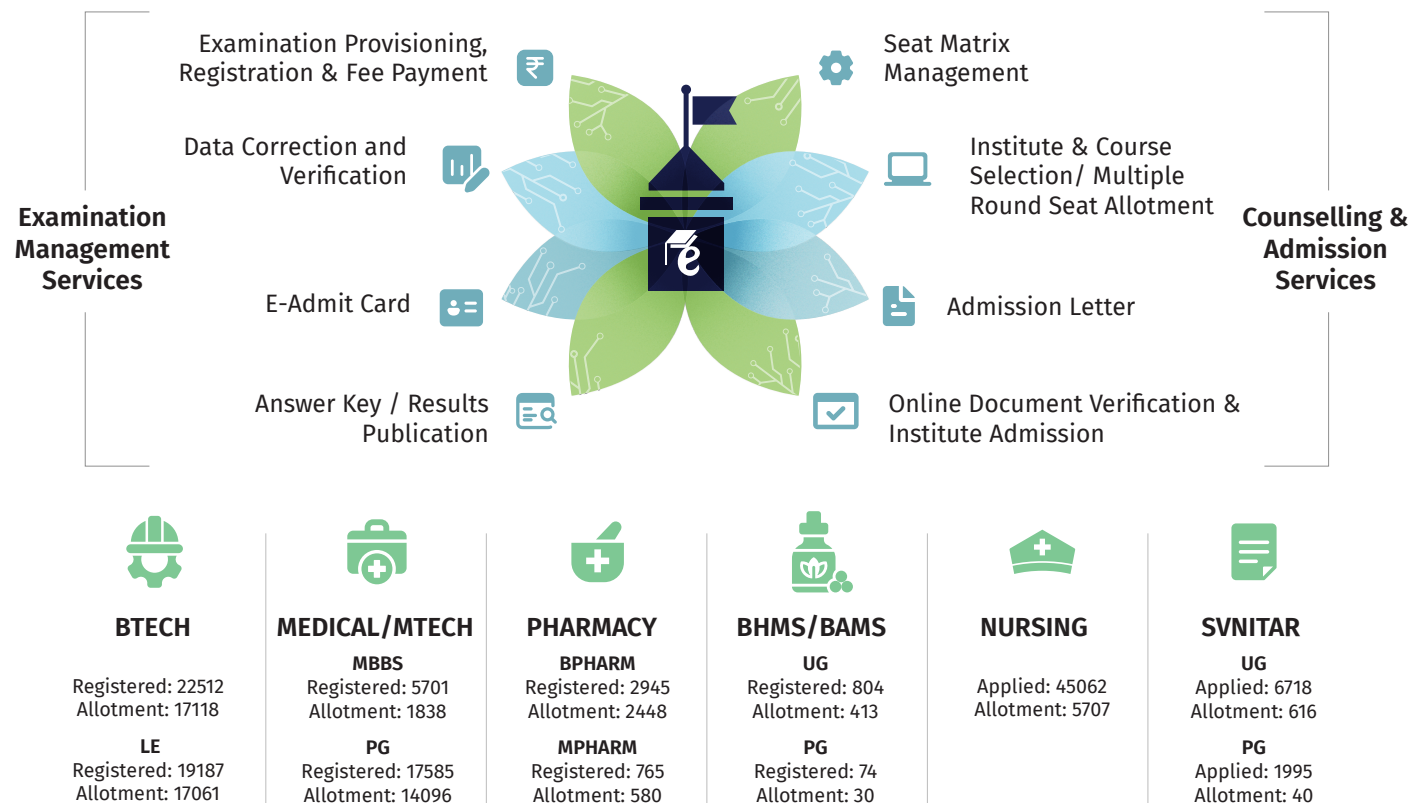 Examination
Management
Services
Examination Provisioning,
Registration & Fee Payment
Data Correction and
Verification
E-Admit Card
Answer Key / Results
Publication
₹
e
Seat Matrix
Management
Institute & Course
Selection/ Multiple
Round Seat Allotment
Admission Letter
Online Document Verification &
Institute Admission
Counselling &
Admission
Services
BTECH
Registered: 22512
Allotment: 17118
LE
Registered: 19187
Allotment: 17061
MEDICAL/MTECH
MBBS
Registered: 5701
Allotment: 1838
PG
Registered: 17585
Allotment: 14096
PHARMACY
BPHARM
Registered: 2945
Allotment: 2448
MPHARM
Registered: 765
Allotment: 580
BHMS/BAMS
UG
Registered: 804
Allotment: 413
PG
Registered: 74
Allotment: 30
NURSING
Applied: 45062
Allotment: 5707
SVNITAR
UG
Applied: 6718
Allotment: 616
PG
Applied: 1995
Allotment: 40